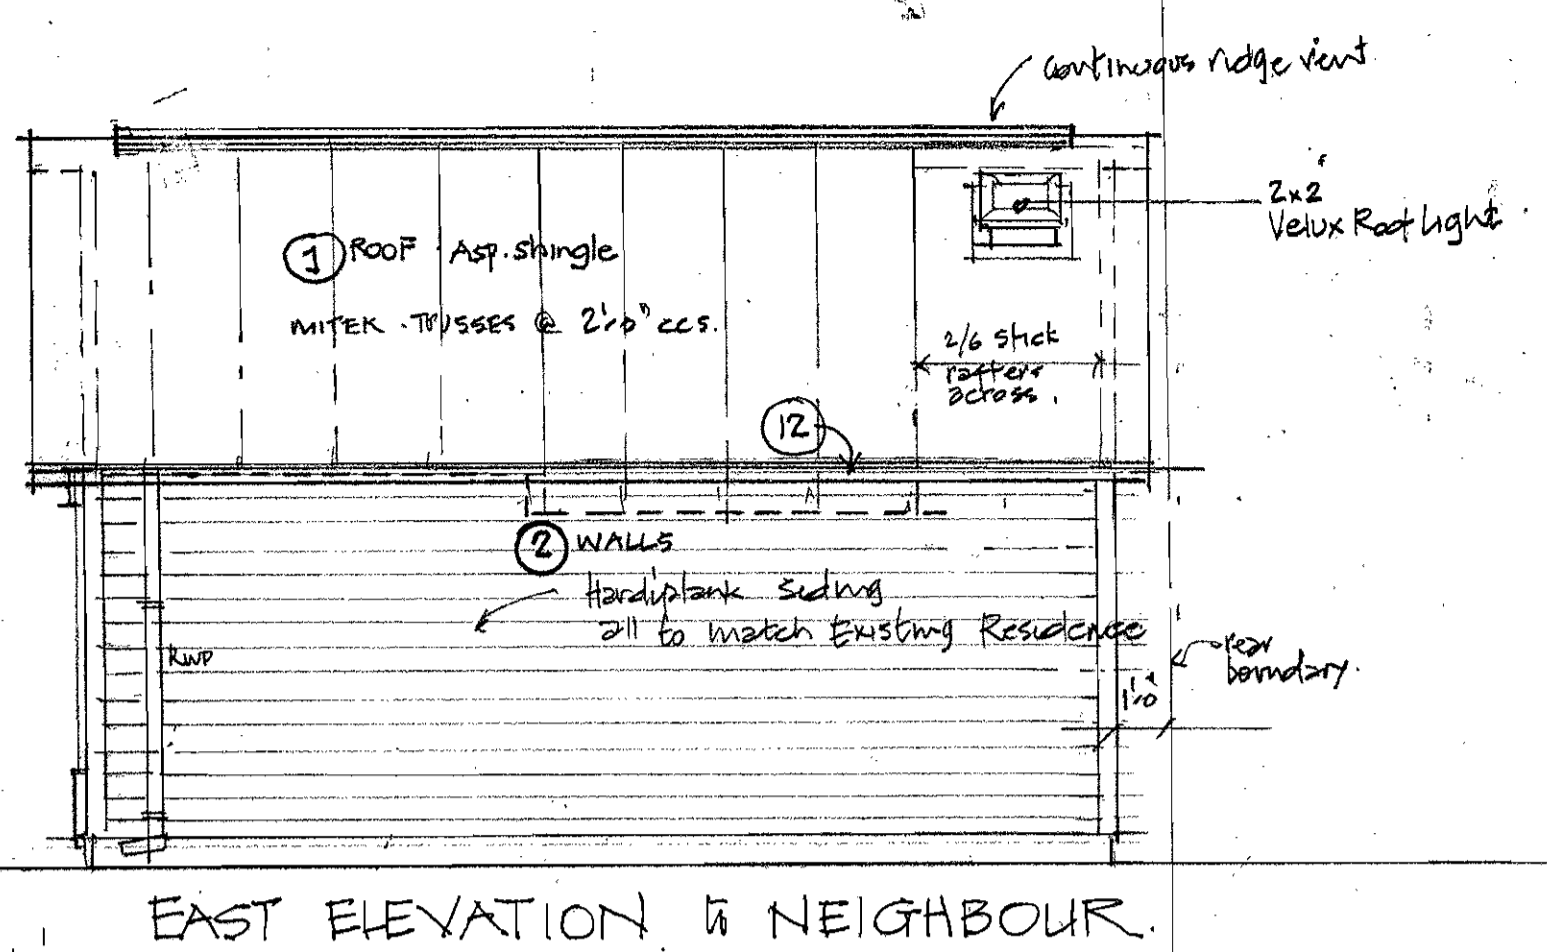 continuous ridge vent
2x2'
Velux Roof Light
1 ROOF Asp. shingle
MITEK TRUSSES @ 2'-0" ccs.
2/6 stick
rafters
across.
12
2 WALLS
Hardiplank Siding
all to match Existing Residence
RWP
rear
boundary.
1'-0"
EAST ELEVATION to NEIGHBOUR.